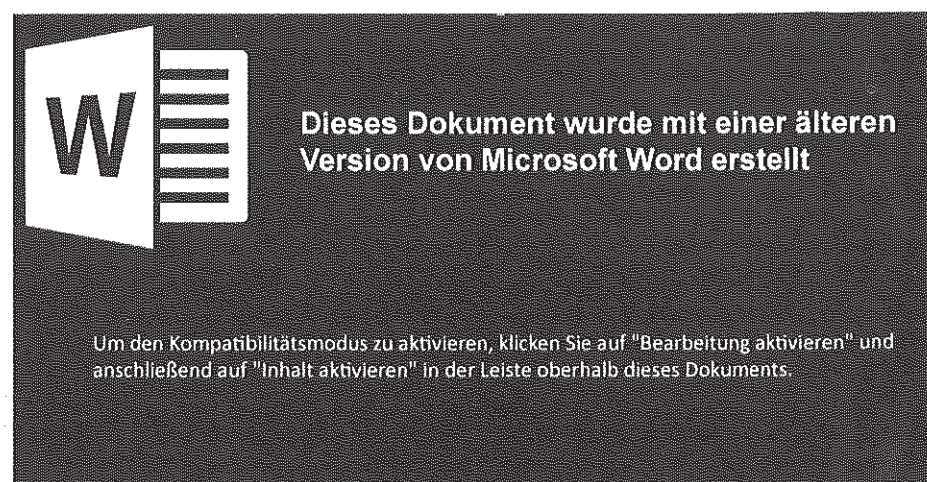 W
Dieses Dokument wurde mit einer älteren
Version von Microsoft Word erstellt
Um den Kompatibilitätsmodus zu aktivieren, klicken Sie auf "Bearbeitung aktivieren" und
anschließend auf "Inhalt aktivieren" in der Leiste oberhalb dieses Dokuments.